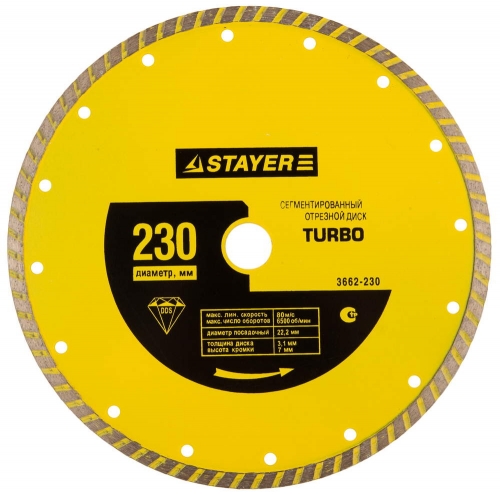 STAYER
СЕГМЕНТИРОВАННЫЙ
ОТРЕЗНОЙ ДИСК
TURBO
230
диаметр, мм
3662-230
DDS
макс. лин. скорость 80 м/с
макс. число оборотов 6500 об/мин
диаметр посадочный 22,2 мм
толщина диска 3,1 мм
высота кромки 7 мм